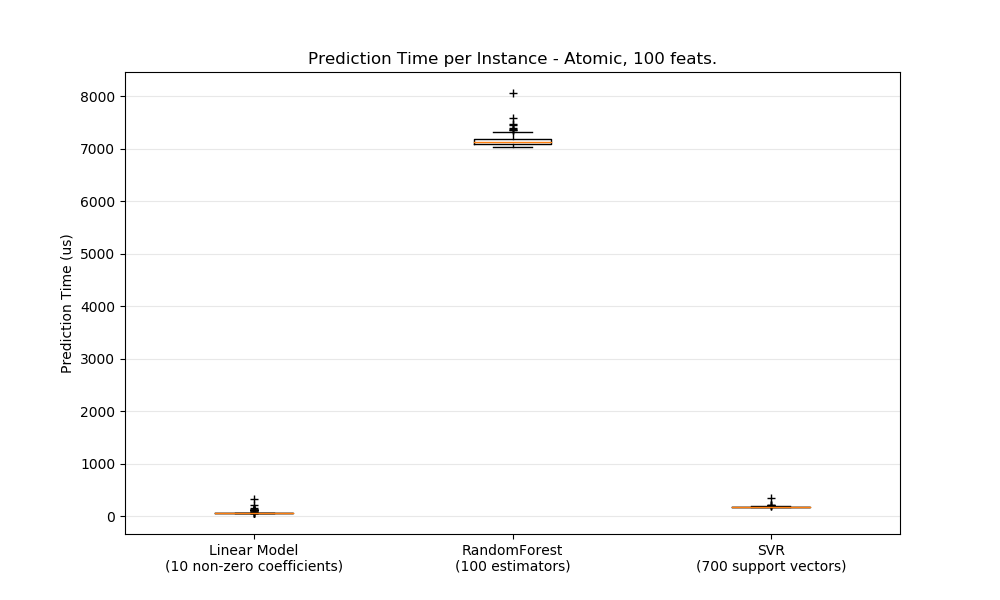 Prediction Time per Instance - Atomic, 100 feats.
Prediction Time (us)
8000
7000
6000
5000
4000
3000
2000
1000
0
Linear Model
(10 non-zero coefficients)
RandomForest
(100 estimators)
SVR
(700 support vectors)